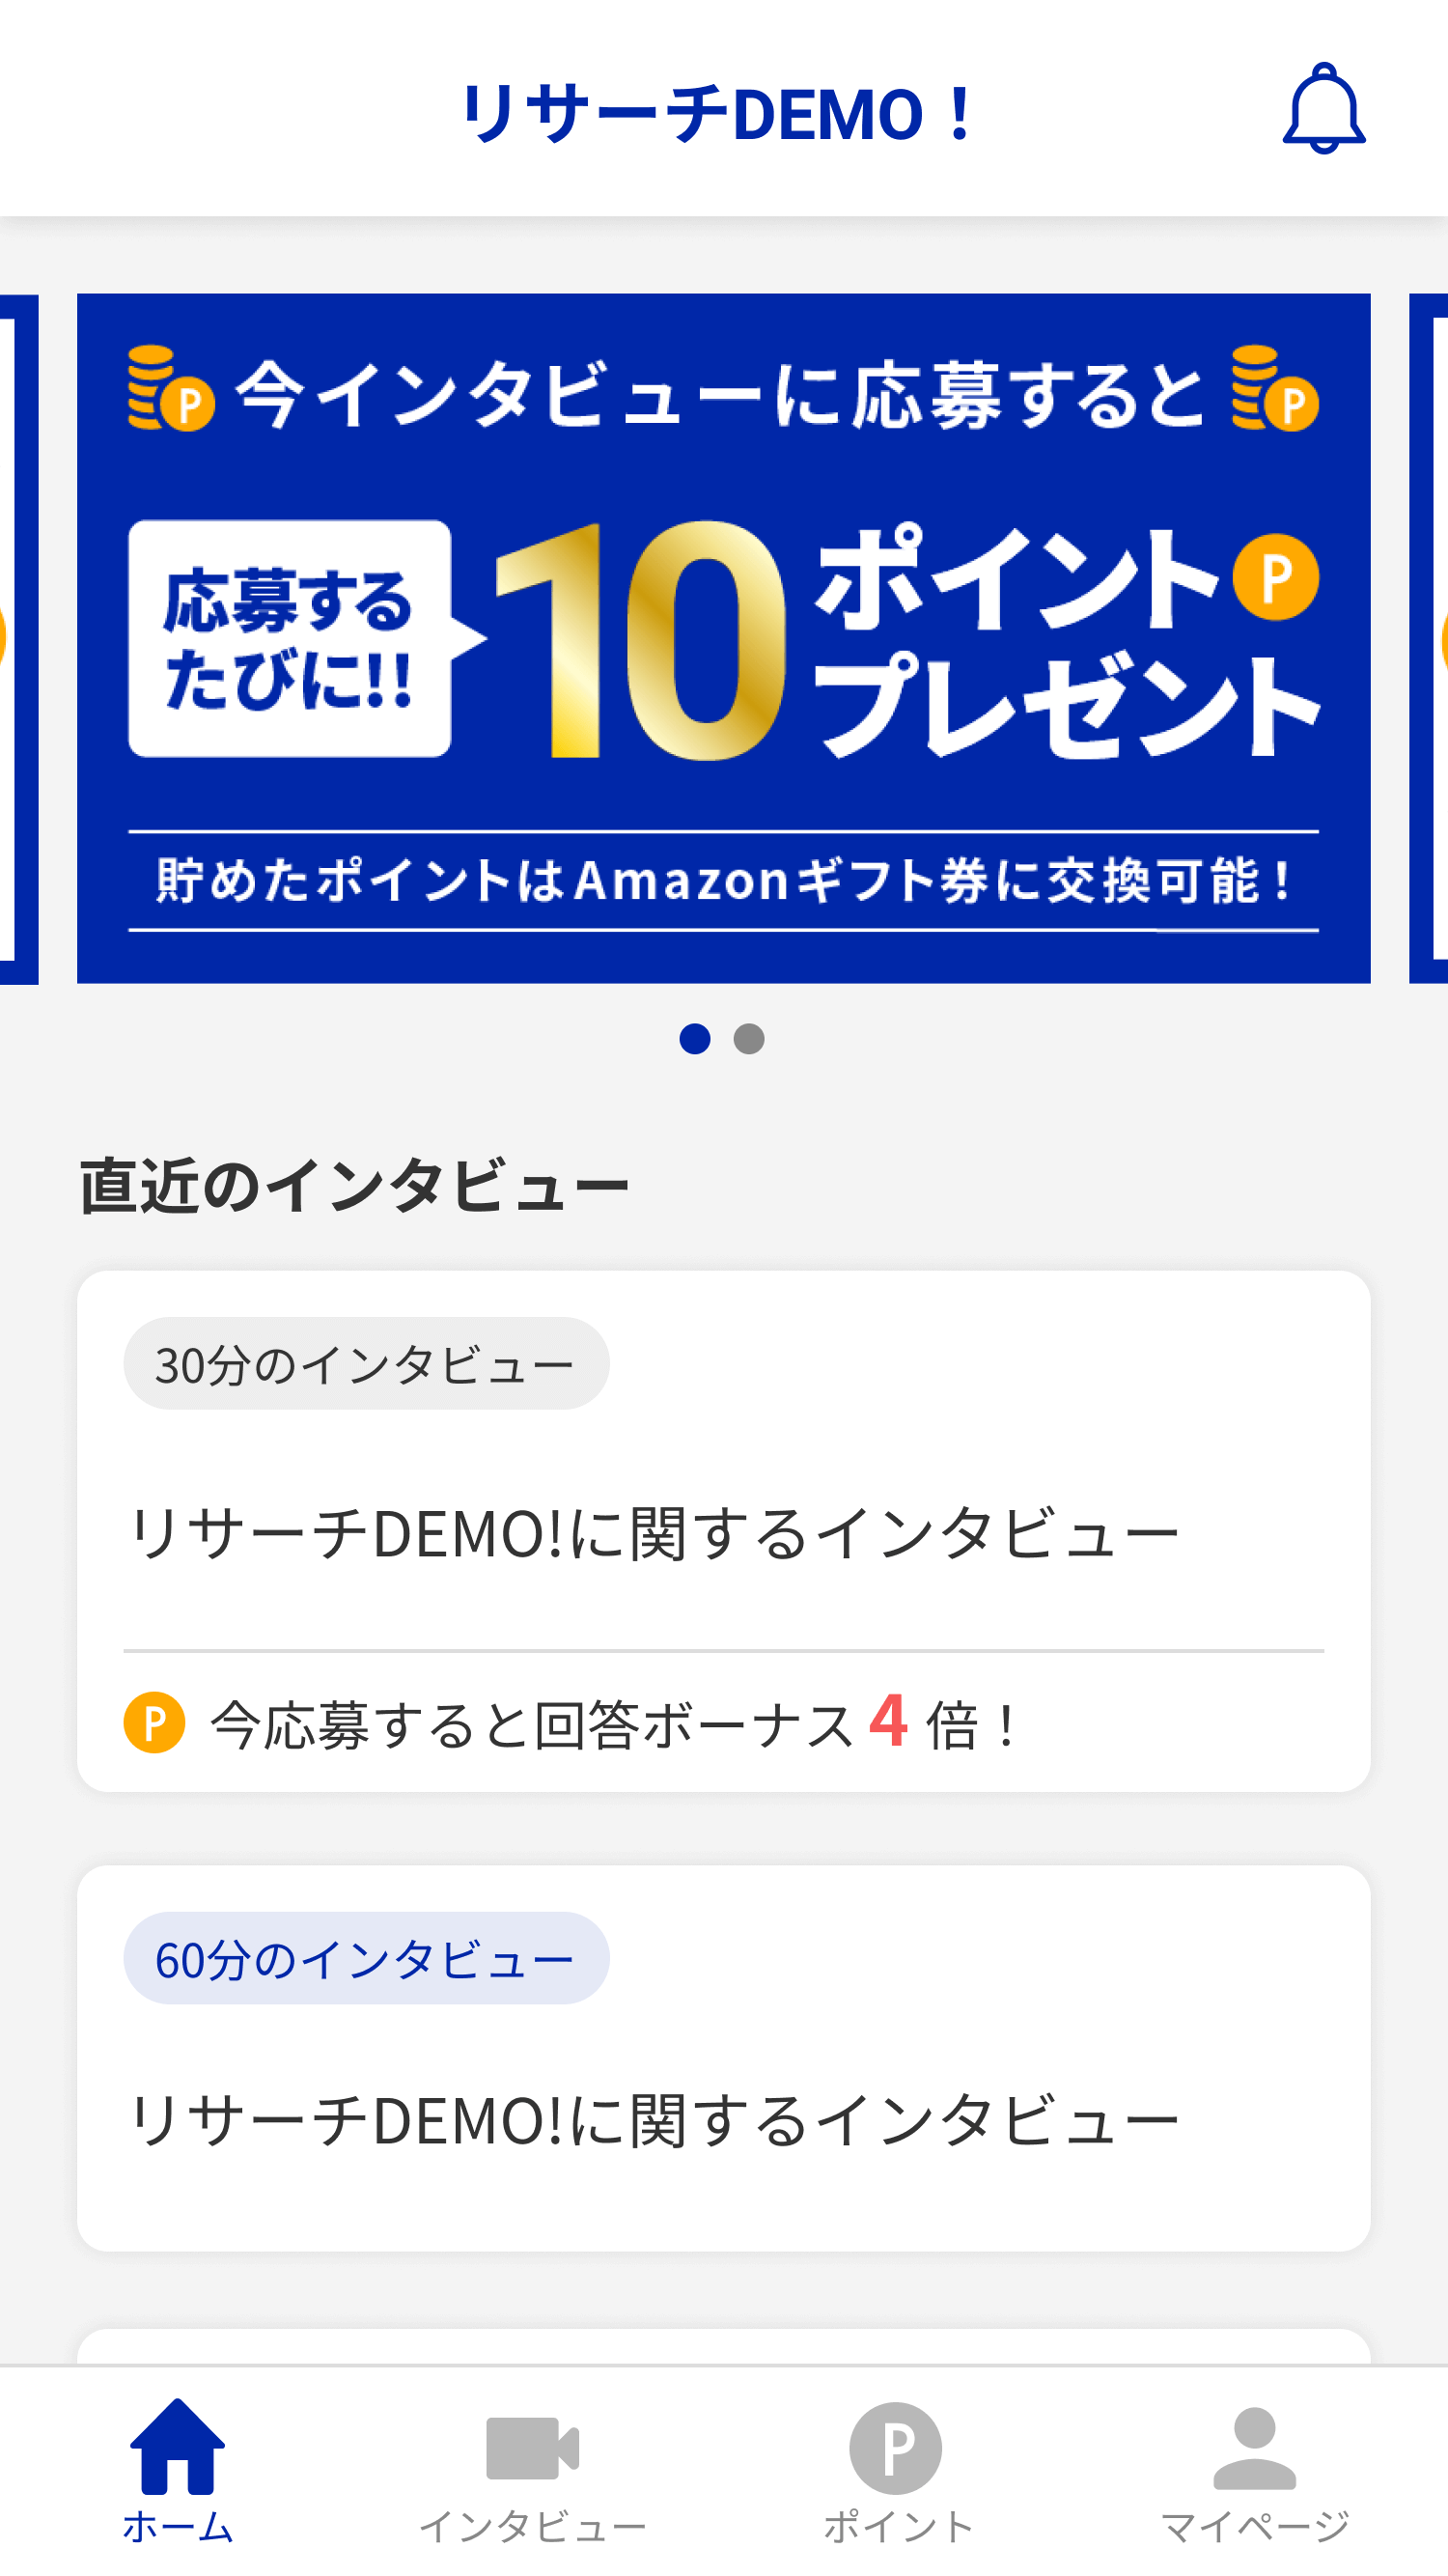 リサーチDEMO！
今インタビューに応募すると
応募する
たびに!!
10
ポイント P
プレゼント
貯めたポイントはAmazonギフト券に交換可能！
直近のインタビュー
30分のインタビュー
リサーチDEMO!に関するインタビュー
P 今応募すると回答ボーナス 4 倍！
60分のインタビュー
リサーチDEMO!に関するインタビュー
ホーム
インタビュー
ポイント
マイページ